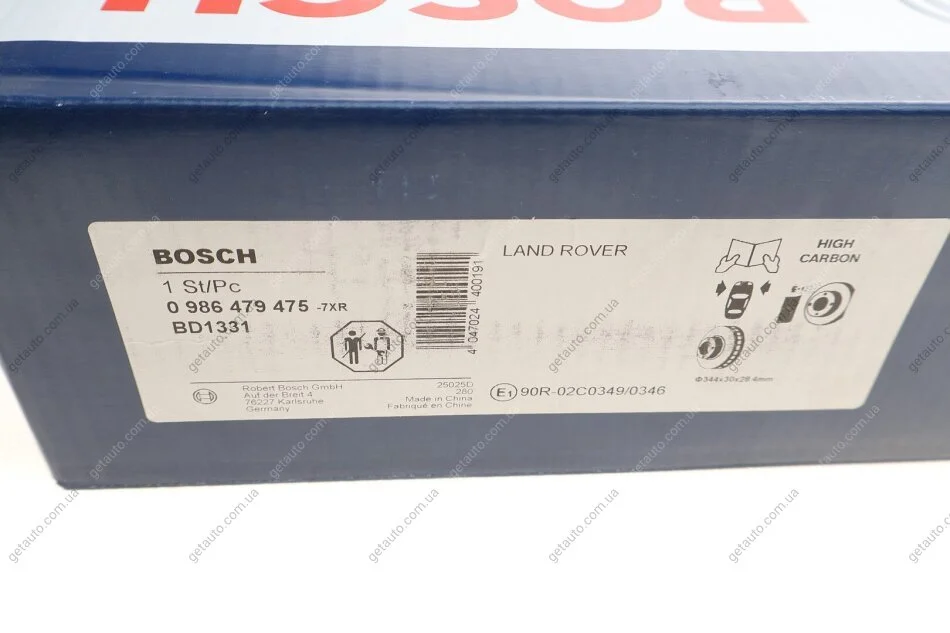 BOSCH
BOSCH
LAND ROVER
HIGH
CARBON
1 St/Pc
0 986 479 475 -7XR
BD1331
4 047024 400191
Φ344x30x28.4mm
Robert Bosch GmbH
Auf der Breit 4
76227 Karlsruhe
Germany
25025D
280
Made in China
Fabriqué en Chine
E1 90R-02C0349/0346
getauto.com.ua